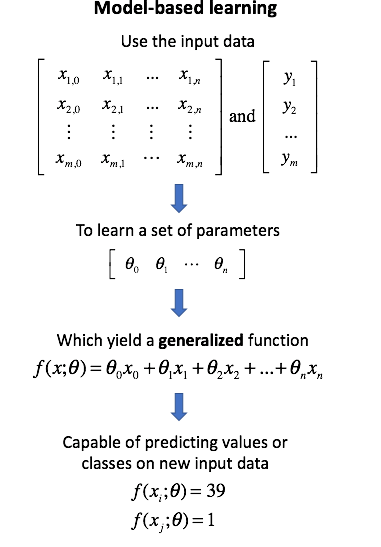 Model-based learning
Use the input data
x₁,₀ x₁,₁ ... x₁,ₙ
x₂,₀ x₂,₁ ... x₂,ₙ
⋮ ⋮ ⋮ ⋮
xₘ,₀ xₘ,₁ ⋯ xₘ,ₙ
and
y₁
y₂
...
yₘ
To learn a set of parameters
[ θ₀ θ₁ ⋯ θₙ ]
Which yield a generalized function
f(x;θ) = θ₀x₀ + θ₁x₁ + θ₂x₂ + ... + θₙxₙ
Capable of predicting values or
classes on new input data
f(xᵢ;θ) = 39
f(xⱼ;θ) = 1